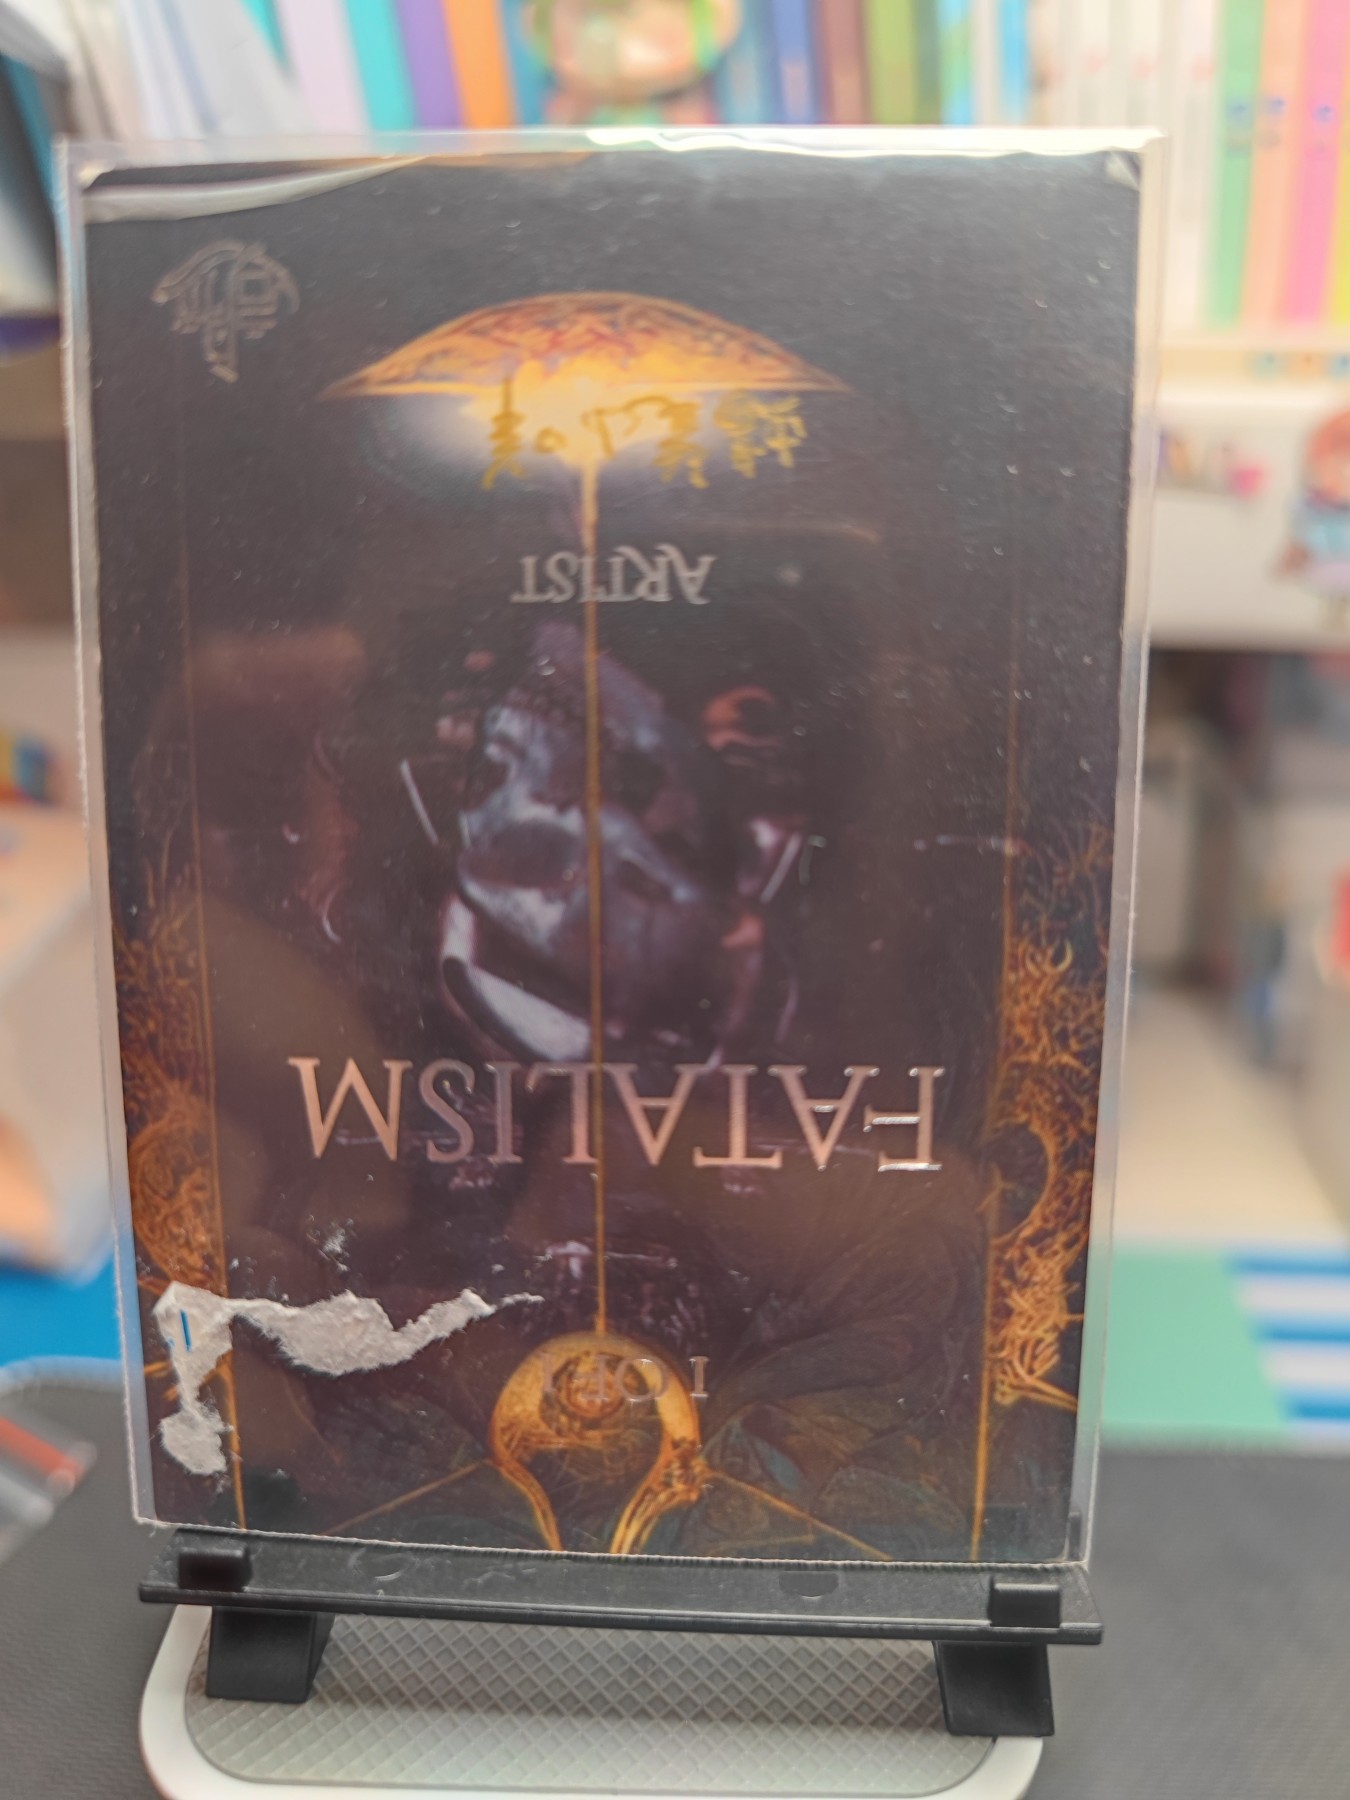 1 OF 1
FATALISM
ARTIST